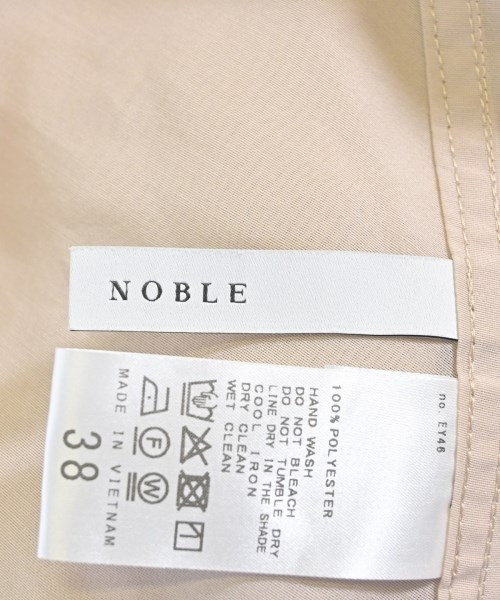 NOBLE
no. EY46
100% POLYESTER
HAND WASH
DO NOT BLEACH
DO NOT TUMBLE DRY
LINE DRY IN THE SHADE
COOL IRON
DRY CLEAN
WET CLEAN
F
W
MADE IN VIETNAM
38